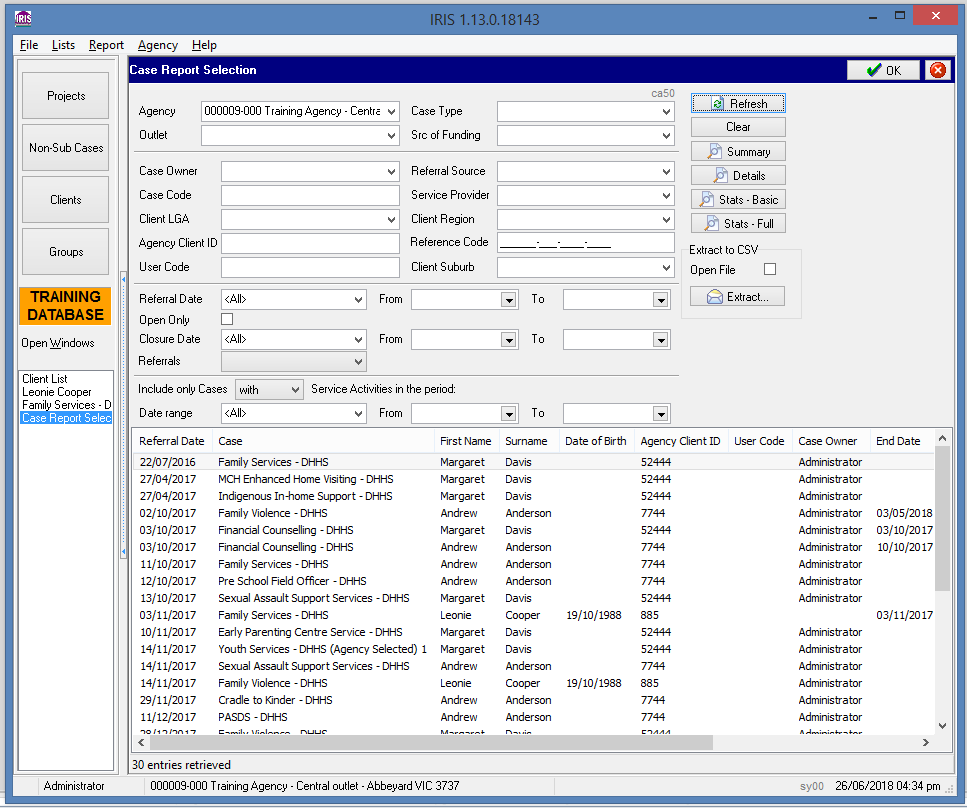 IRIS
IRIS 1.13.0.18143
File Lists Report Agency Help
Projects
Non-Sub Cases
Clients
Groups
TRAINING
DATABASE
Open Windows
Client List
Leonie Cooper
Family Services - D
Case Report Selec
Case Report Selection
OK
ca50
Agency 000009-000 Training Agency - Centra Case Type
Outlet Src of Funding
Case Owner Referral Source
Case Code Service Provider
Client LGA Client Region
Agency Client ID Reference Code ______-___-____-____
User Code Client Suburb
Refresh
Clear
Summary
Details
Stats - Basic
Stats - Full
Extract to CSV
Open File
Extract...
Referral Date <All> From To
Open Only
Closure Date <All> From To
Referrals
Include only Cases with Service Activities in the period:
Date range <All> From To
Referral Date Case First Name Surname Date of Birth Agency Client ID User Code Case Owner End Date
22/07/2016 Family Services - DHHS Margaret Davis 52444 Administrator
27/04/2017 MCH Enhanced Home Visiting - DHHS Margaret Davis 52444 Administrator
27/04/2017 Indigenous In-home Support - DHHS Margaret Davis 52444 Administrator
02/10/2017 Family Violence - DHHS Andrew Anderson 7744 Administrator 03/05/2018
03/10/2017 Financial Counselling - DHHS Margaret Davis 52444 Administrator 03/10/2017
03/10/2017 Financial Counselling - DHHS Andrew Anderson 7744 Administrator 10/10/2017
11/10/2017 Family Services - DHHS Andrew Anderson 7744 Administrator
12/10/2017 Pre School Field Officer - DHHS Andrew Anderson 7744 Administrator
13/10/2017 Sexual Assault Support Services - DHHS Margaret Davis 52444 Administrator
03/11/2017 Family Services - DHHS Leonie Cooper 19/10/1988 885 03/11/2017
10/11/2017 Early Parenting Centre Service - DHHS Margaret Davis 52444 Administrator
14/11/2017 Youth Services - DHHS (Agency Selected) 1 Margaret Davis 52444 Administrator
14/11/2017 Sexual Assault Support Services - DHHS Andrew Anderson 7744 Administrator
14/11/2017 Family Violence - DHHS Leonie Cooper 19/10/1988 885 Administrator
29/11/2017 Cradle to Kinder - DHHS Andrew Anderson 7744 Administrator
11/12/2017 PASDS - DHHS Andrew Anderson 7744 Administrator
28/12/2017 Family Violence - DHHS Margaret Davis 52444 Administrator
30 entries retrieved
Administrator 000009-000 Training Agency - Central outlet - Abbeyard VIC 3737 sy00 26/06/2018 04:34 pm